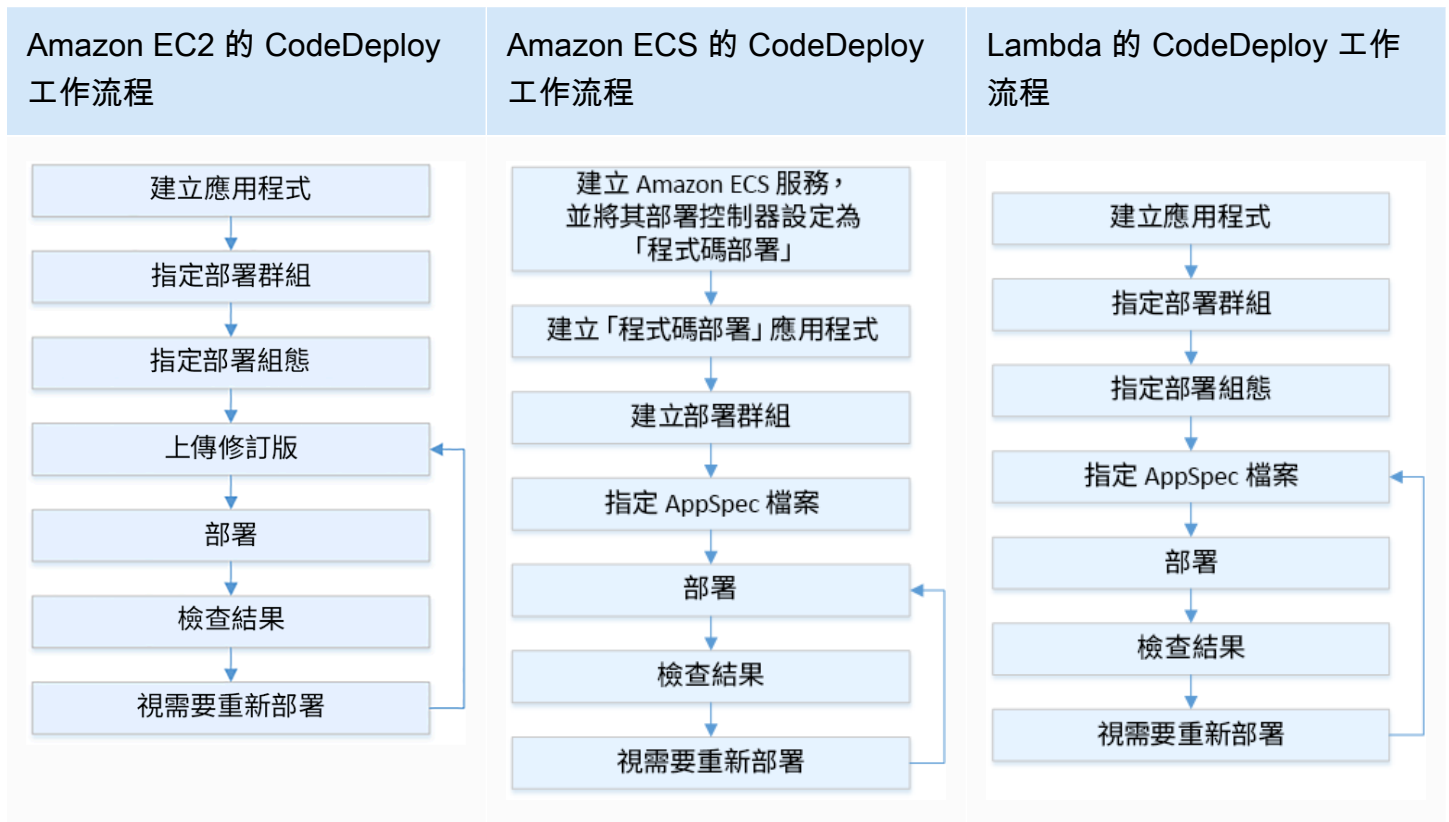 Amazon EC2 的 CodeDeploy
工作流程
建立應用程式
指定部署群組
指定部署組態
上傳修訂版
部署
檢查結果
視需要重新部署
Amazon ECS 的 CodeDeploy
工作流程
建立 Amazon ECS 服務，
並將其部署控制器設定為
「程式碼部署」
建立「程式碼部署」應用程式
建立部署群組
指定 AppSpec 檔案
部署
檢查結果
視需要重新部署
Lambda 的 CodeDeploy 工作
流程
建立應用程式
指定部署群組
指定部署組態
指定 AppSpec 檔案
部署
檢查結果
視需要重新部署